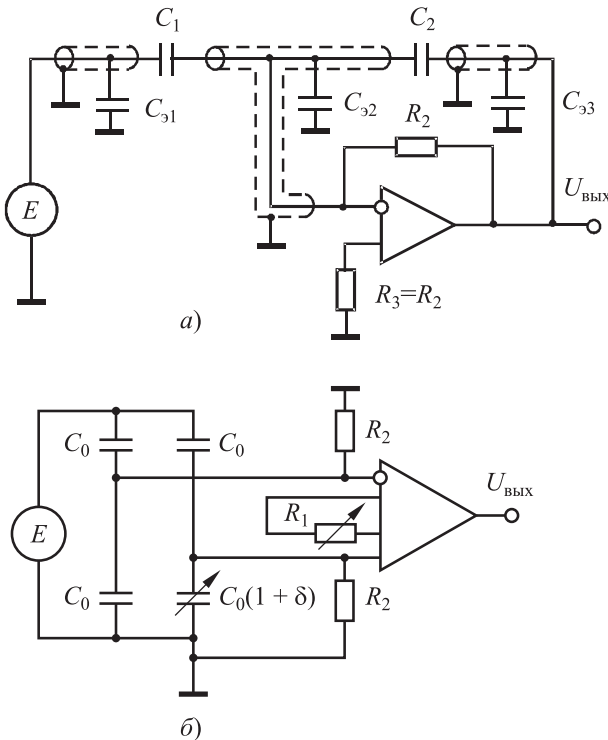 C₁
C₂
Cэ1
Cэ2
Cэ3
R₂
E
Uвых
R₃=R₂
а)
C₀
C₀
R₂
Uвых
R₁
E
C₀
C₀(1 + δ)
R₂
б)